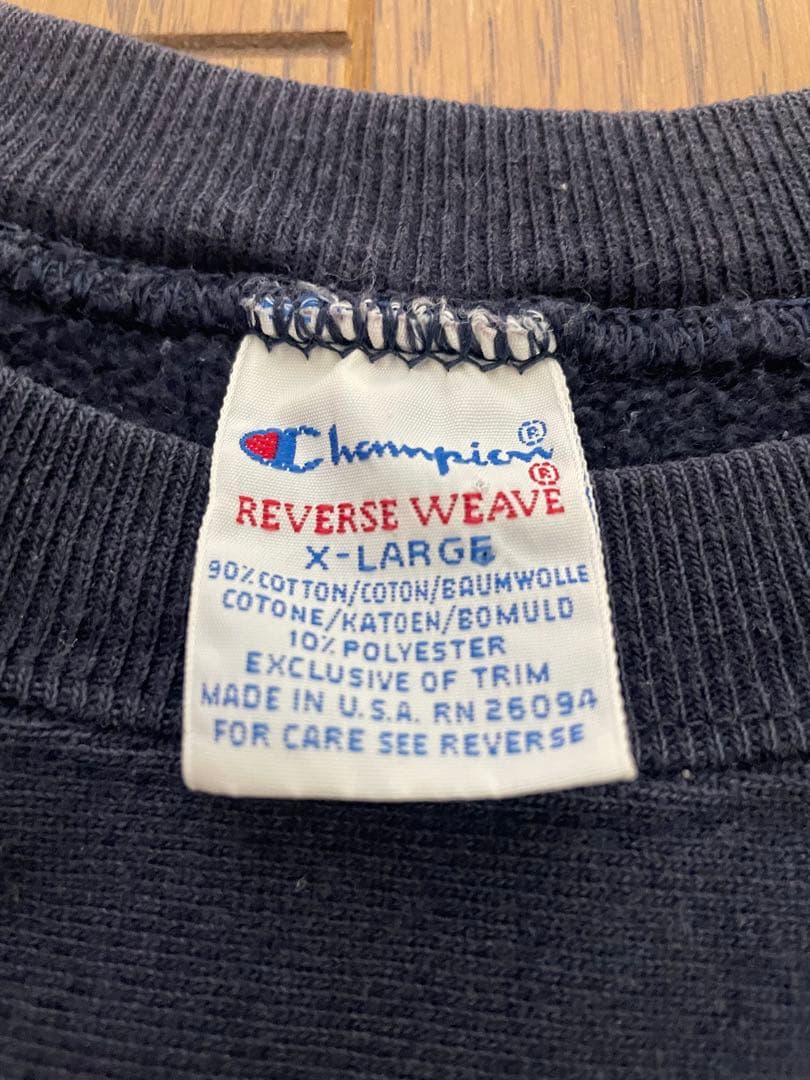 Champion®
REVERSE WEAVE®
X-LARGE
90% COTTON/COTON/BAUMWOLLE
COTONE/KATOEN/BOMULD
10% POLYESTER
EXCLUSIVE OF TRIM
MADE IN U.S.A. RN 26094
FOR CARE SEE REVERSE